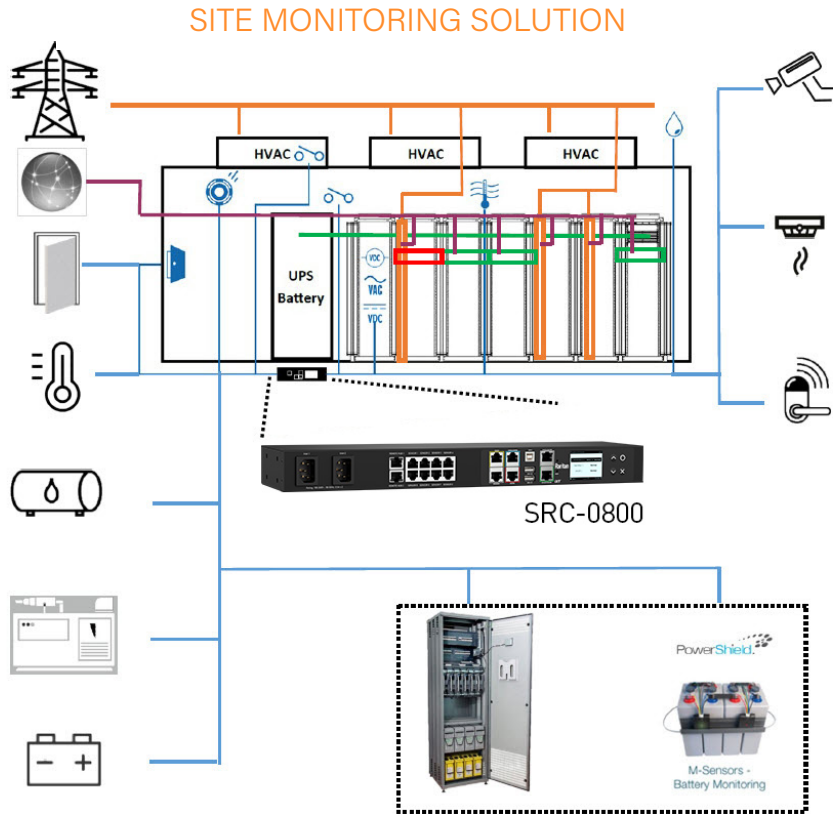 SITE MONITORING SOLUTION
HVAC
HVAC
HVAC
UPS
Battery
VDC
VAC
VDC
SRC-0800
PowerShield
M-Sensors -
Battery Monitoring